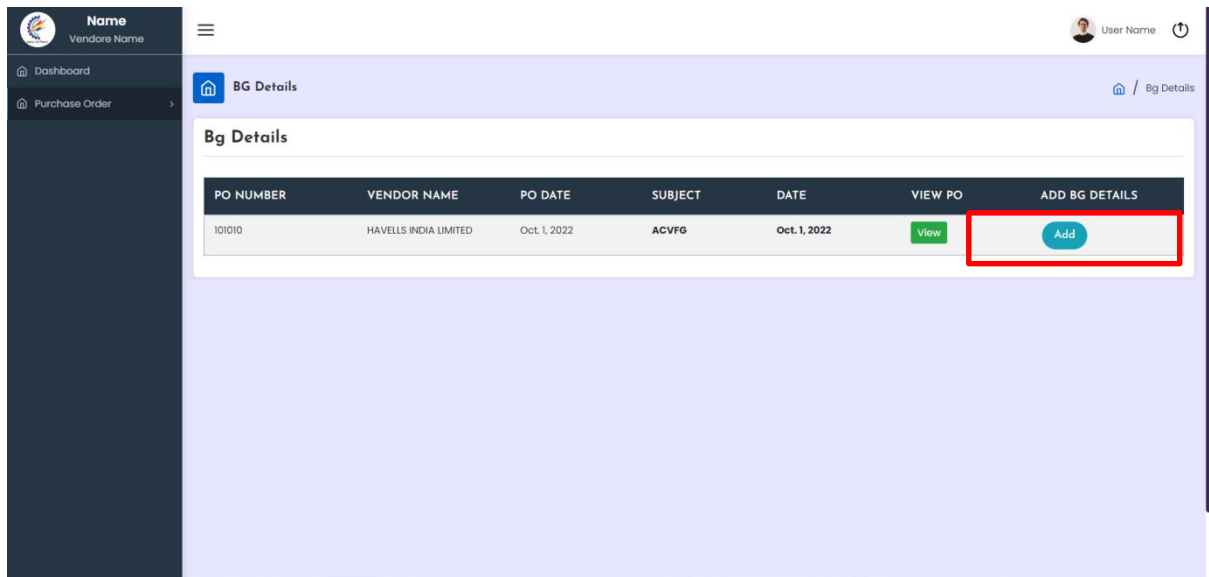 Name
Vendore Name
User Name
Dashboard
Purchase Order
BG Details
/ Bg Details
Bg Details
PO NUMBER VENDOR NAME PO DATE SUBJECT DATE VIEW PO ADD BG DETAILS
101010 HAVELLS INDIA LIMITED Oct. 1, 2022 ACVFG Oct. 1, 2022 View Add